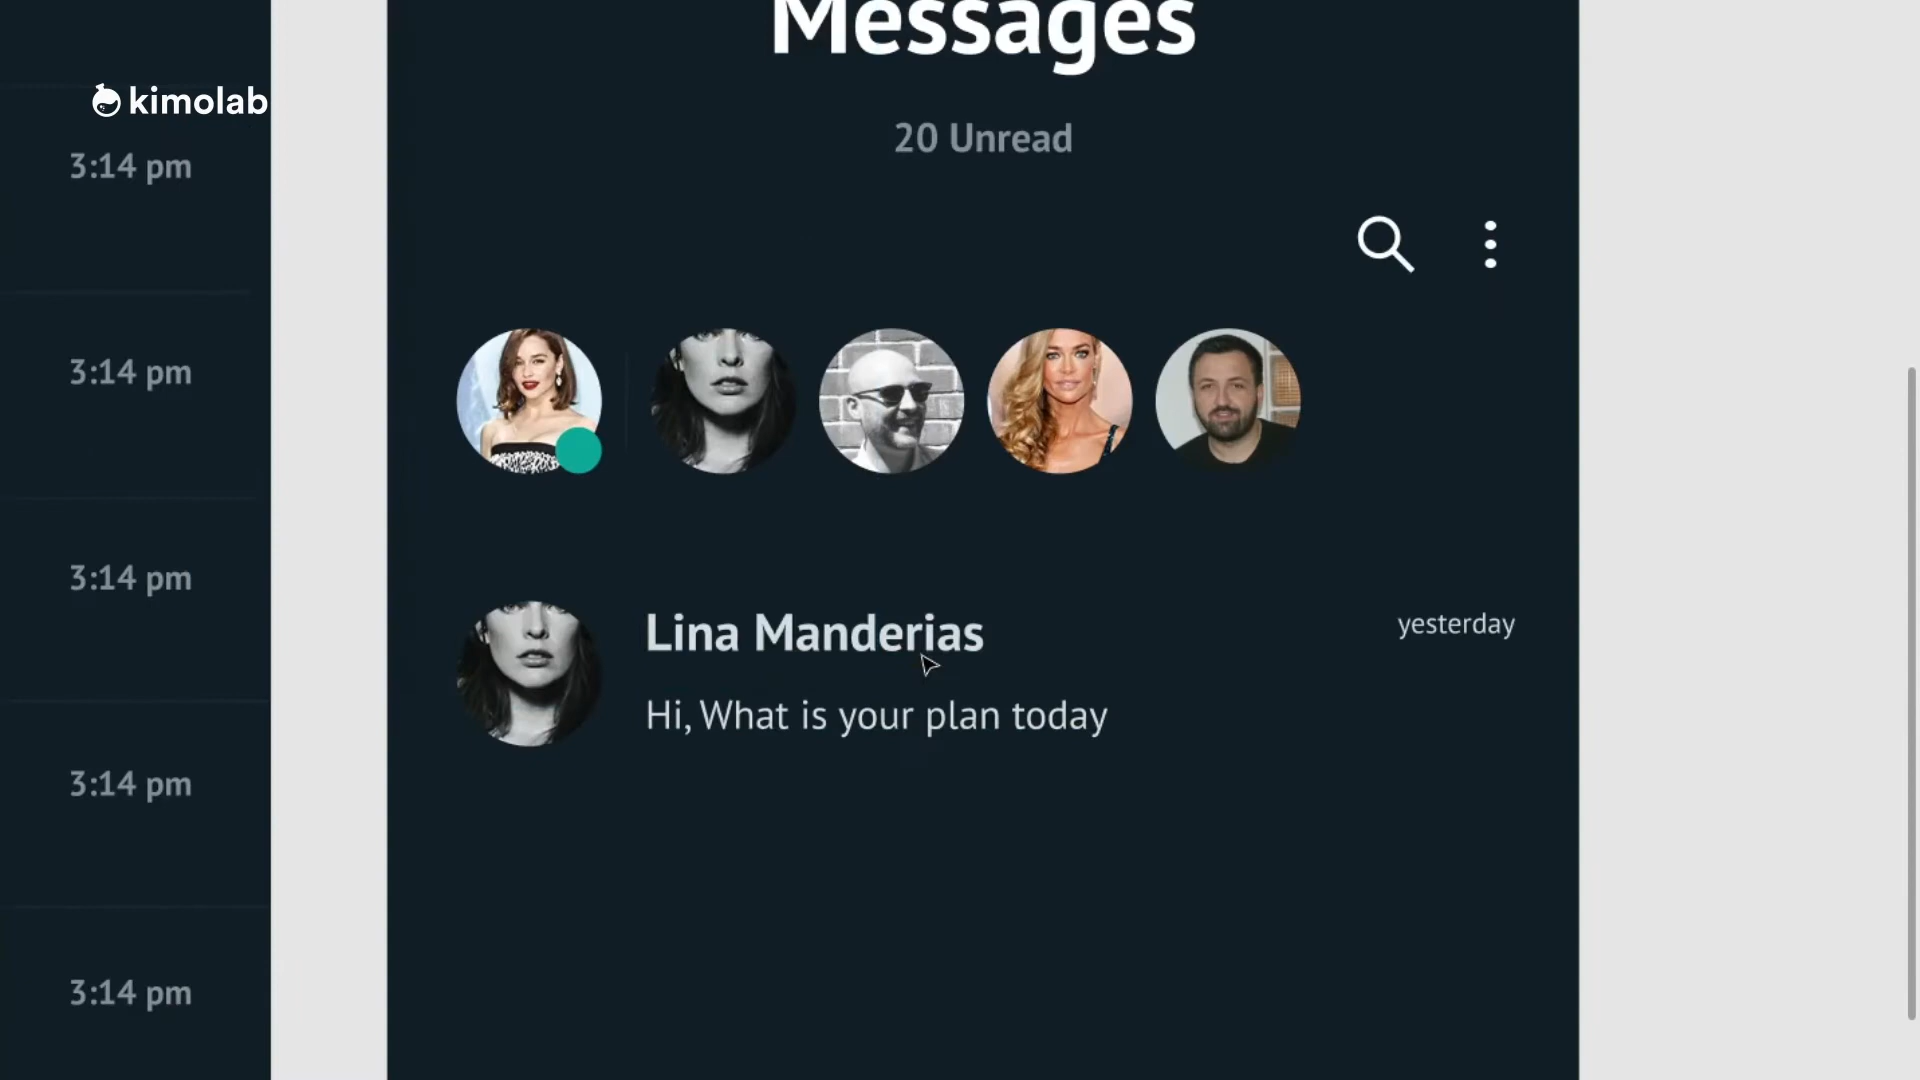 Messages
kimolab
20 Unread
3:14 pm
3:14 pm
3:14 pm
Lina Manderias
yesterday
Hi, What is your plan today
3:14 pm
3:14 pm